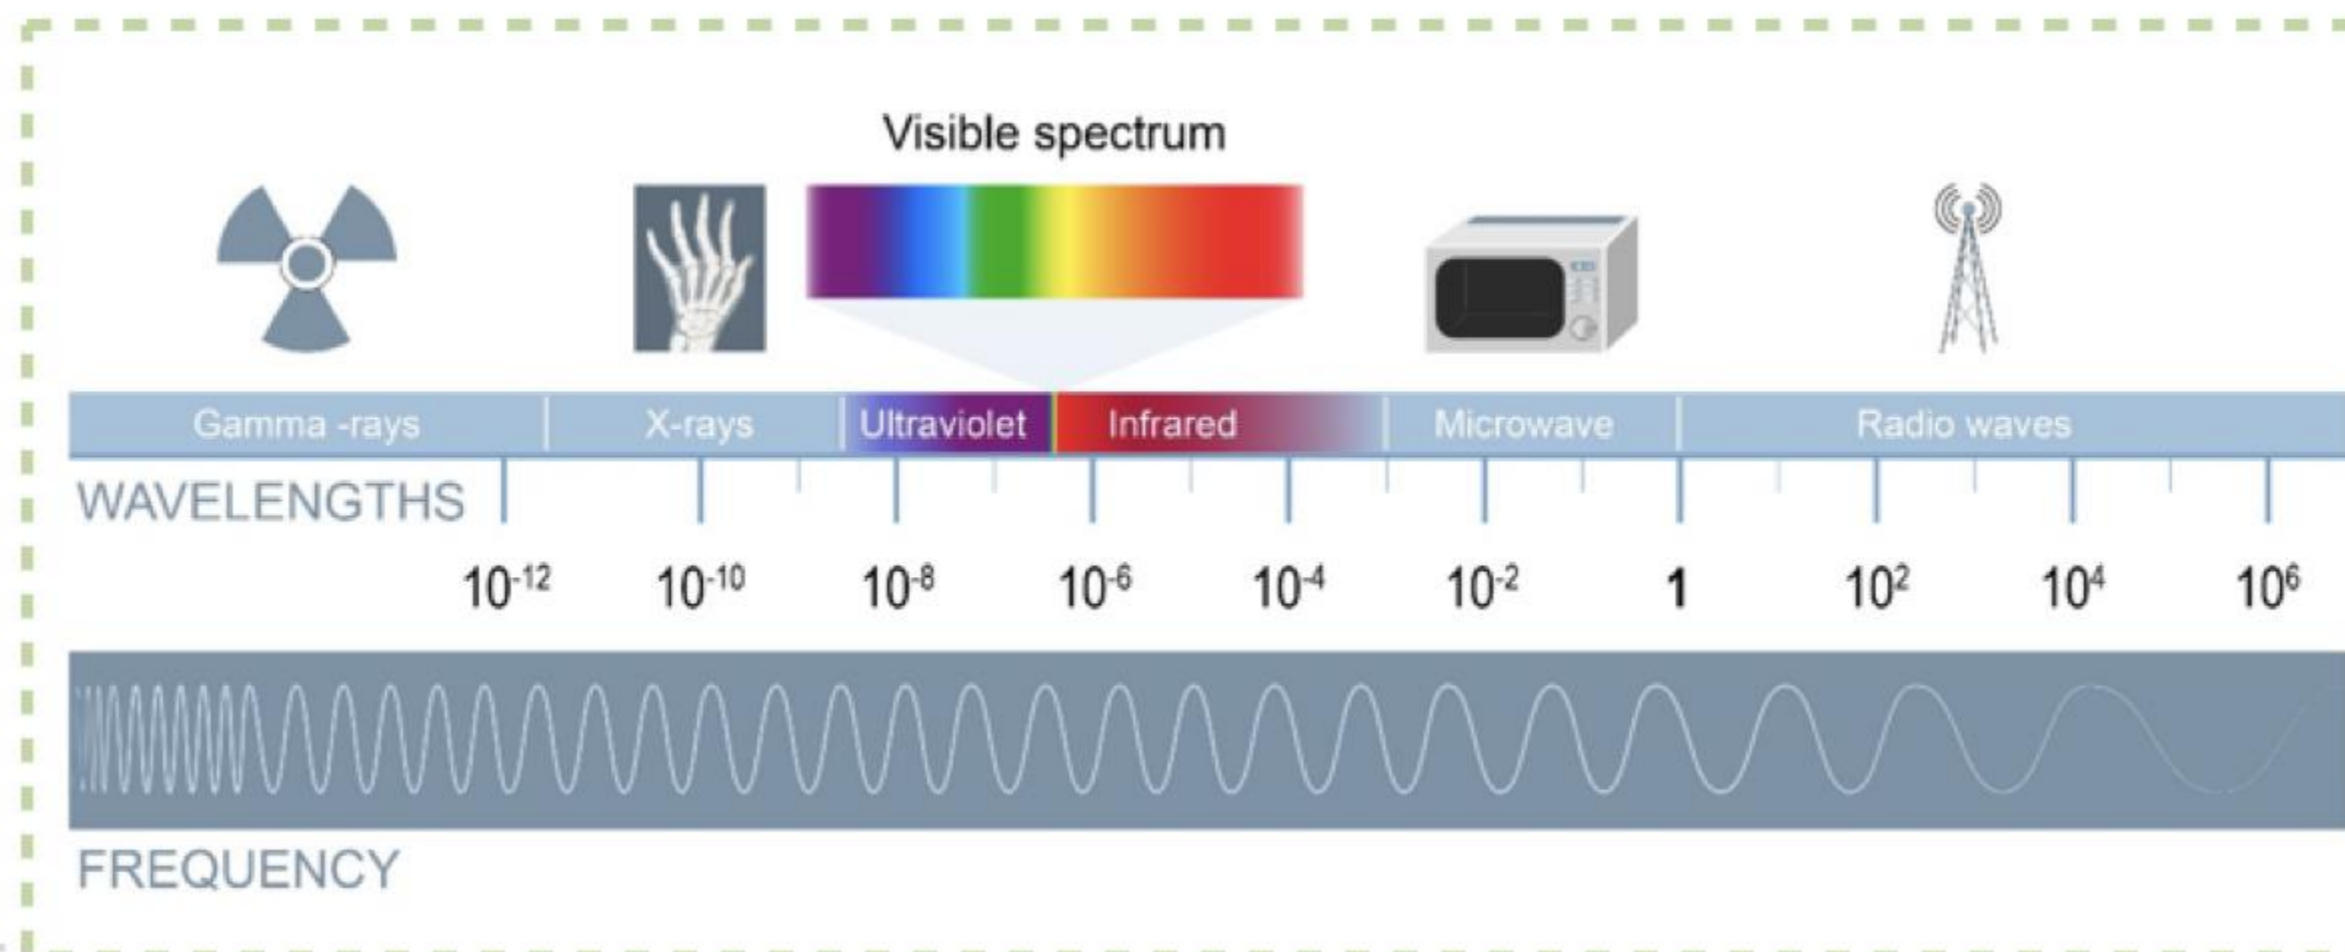 Visible spectrum
Gamma -rays X-rays Ultraviolet Infrared Microwave Radio waves
WAVELENGTHS
10⁻¹² 10⁻¹⁰ 10⁻⁸ 10⁻⁶ 10⁻⁴ 10⁻² 1 10² 10⁴ 10⁶
FREQUENCY